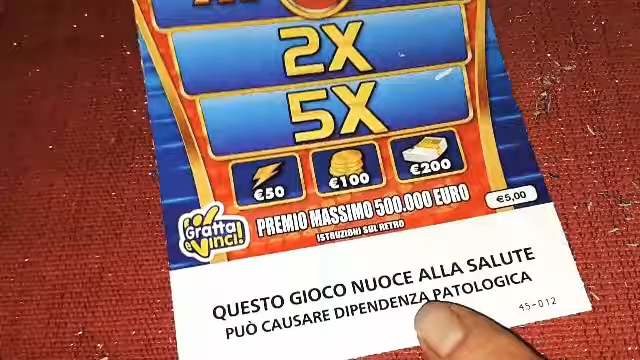 2X
5X
€50 €100 €200
Gratta e Vinci!
PREMIO MASSIMO 500.000 EURO
€5,00
ISTRUZIONI SUL RETRO
QUESTO GIOCO NUOCE ALLA SALUTE
PUÒ CAUSARE DIPENDENZA PATOLOGICA
45-012